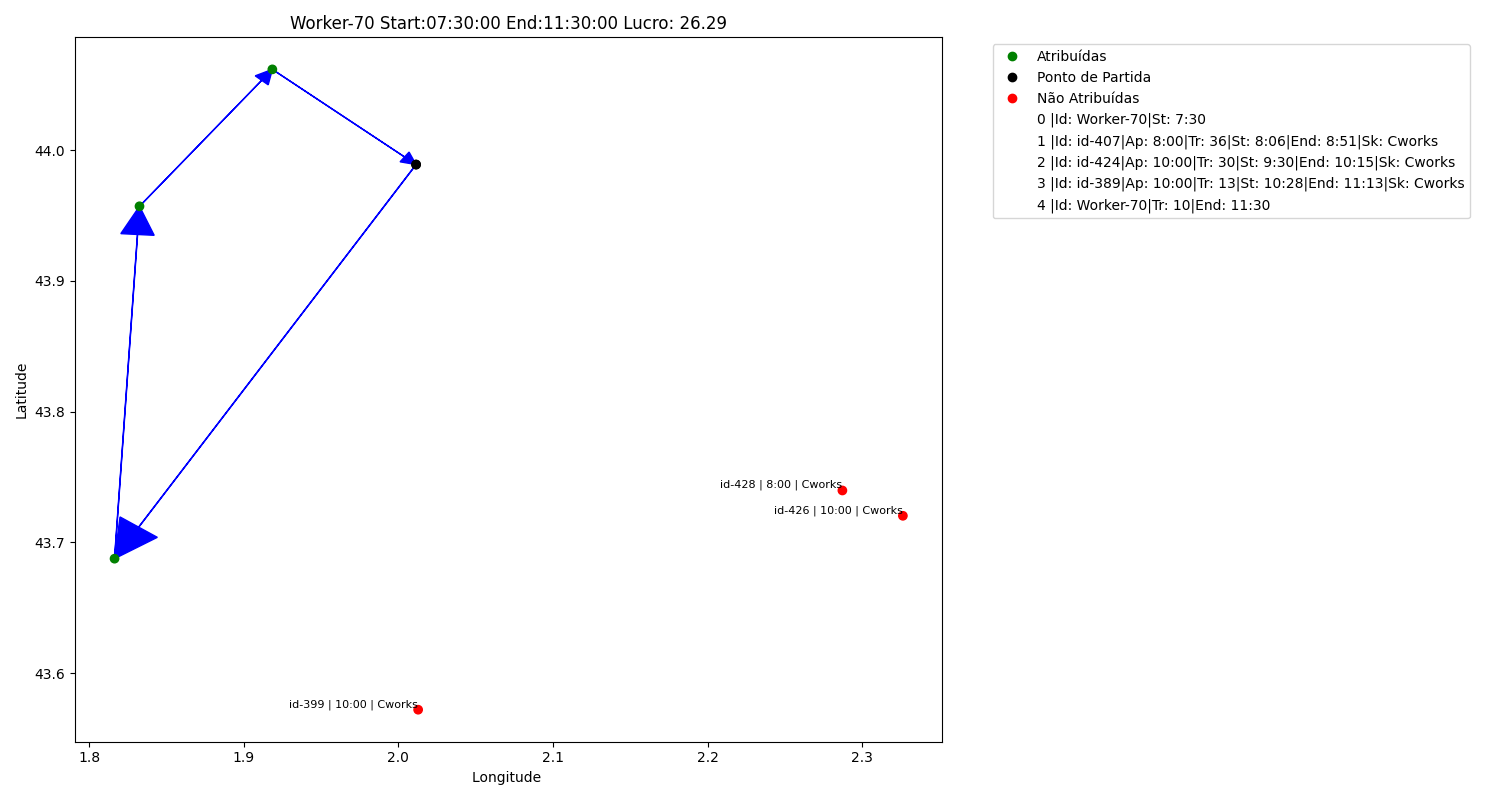 Worker-70 Start:07:30:00 End:11:30:00 Lucro: 26.29
Atribuídas
Ponto de Partida
Não Atribuídas
0 |Id: Worker-70|St: 7:30
1 |Id: id-407|Ap: 8:00|Tr: 36|St: 8:06|End: 8:51|Sk: Cworks
2 |Id: id-424|Ap: 10:00|Tr: 30|St: 9:30|End: 10:15|Sk: Cworks
3 |Id: id-389|Ap: 10:00|Tr: 13|St: 10:28|End: 11:13|Sk: Cworks
4 |Id: Worker-70|Tr: 10|End: 11:30
44.0
43.9
43.8
43.7
43.6
Latitude
id-428 | 8:00 | Cworks
id-426 | 10:00 | Cworks
id-399 | 10:00 | Cworks
1.8 1.9 2.0 2.1 2.2 2.3
Longitude